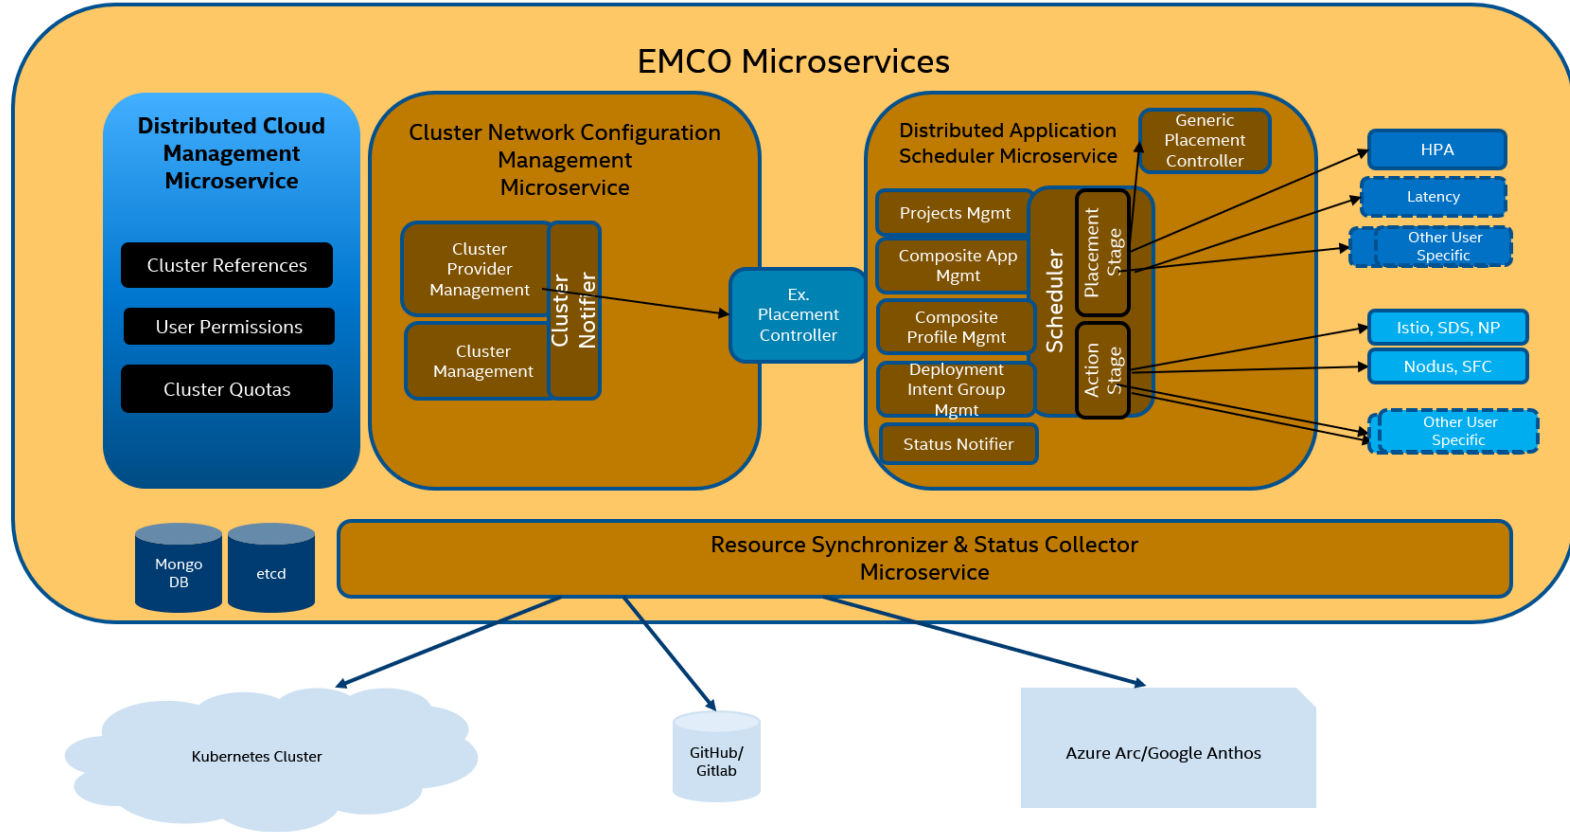 EMCO Microservices
Distributed Cloud
Management
Microservice
Cluster References
User Permissions
Cluster Quotas
Cluster Network Configuration
Management
Microservice
Cluster
Provider
Management
Cluster
Management
Cluster
Notifier
Ex.
Placement
Controller
Distributed Application
Scheduler Microservice
Generic
Placement
Controller
Projects Mgmt
Composite App
Mgmt
Composite
Profile Mgmt
Deployment
Intent Group
Mgmt
Status Notifier
Scheduler
Placement
Stage
Action
Stage
HPA
Latency
Other User
Specific
Istio, SDS, NP
Nodus, SFC
Other User
Specific
Mongo
DB
etcd
Resource Synchronizer & Status Collector
Microservice
Kubernetes Cluster
GitHub/
Gitlab
Azure Arc/Google Anthos